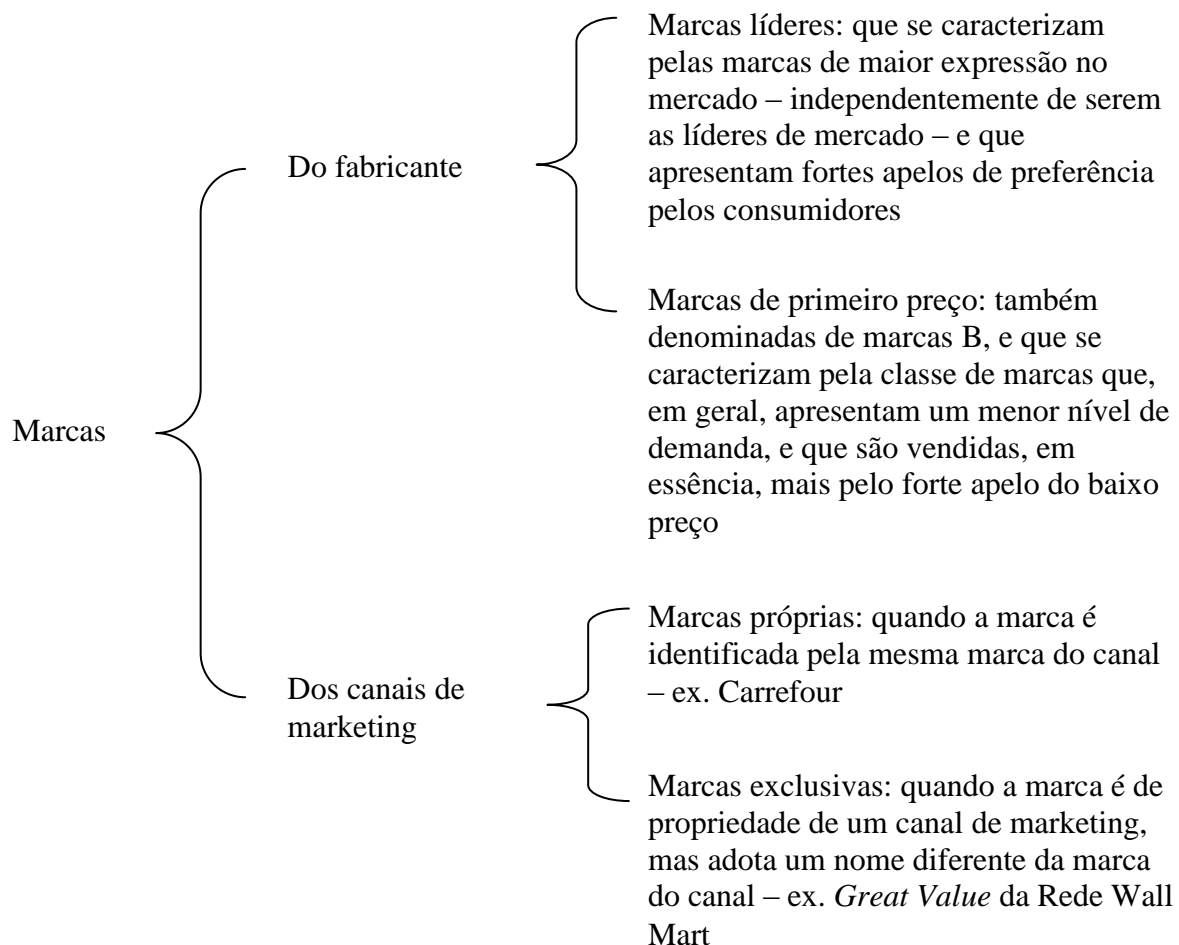 Marcas
Do fabricante
Marcas líderes: que se caracterizam
pelas marcas de maior expressão no
mercado – independentemente de serem
as líderes de mercado – e que
apresentam fortes apelos de preferência
pelos consumidores
Marcas de primeiro preço: também
denominadas de marcas B, e que se
caracterizam pela classe de marcas que,
em geral, apresentam um menor nível de
demanda, e que são vendidas, em
essência, mais pelo forte apelo do baixo
preço
Dos canais de
marketing
Marcas próprias: quando a marca é
identificada pela mesma marca do canal
– ex. Carrefour
Marcas exclusivas: quando a marca é de
propriedade de um canal de marketing,
mas adota um nome diferente da marca
do canal – ex. Great Value da Rede Wall
Mart